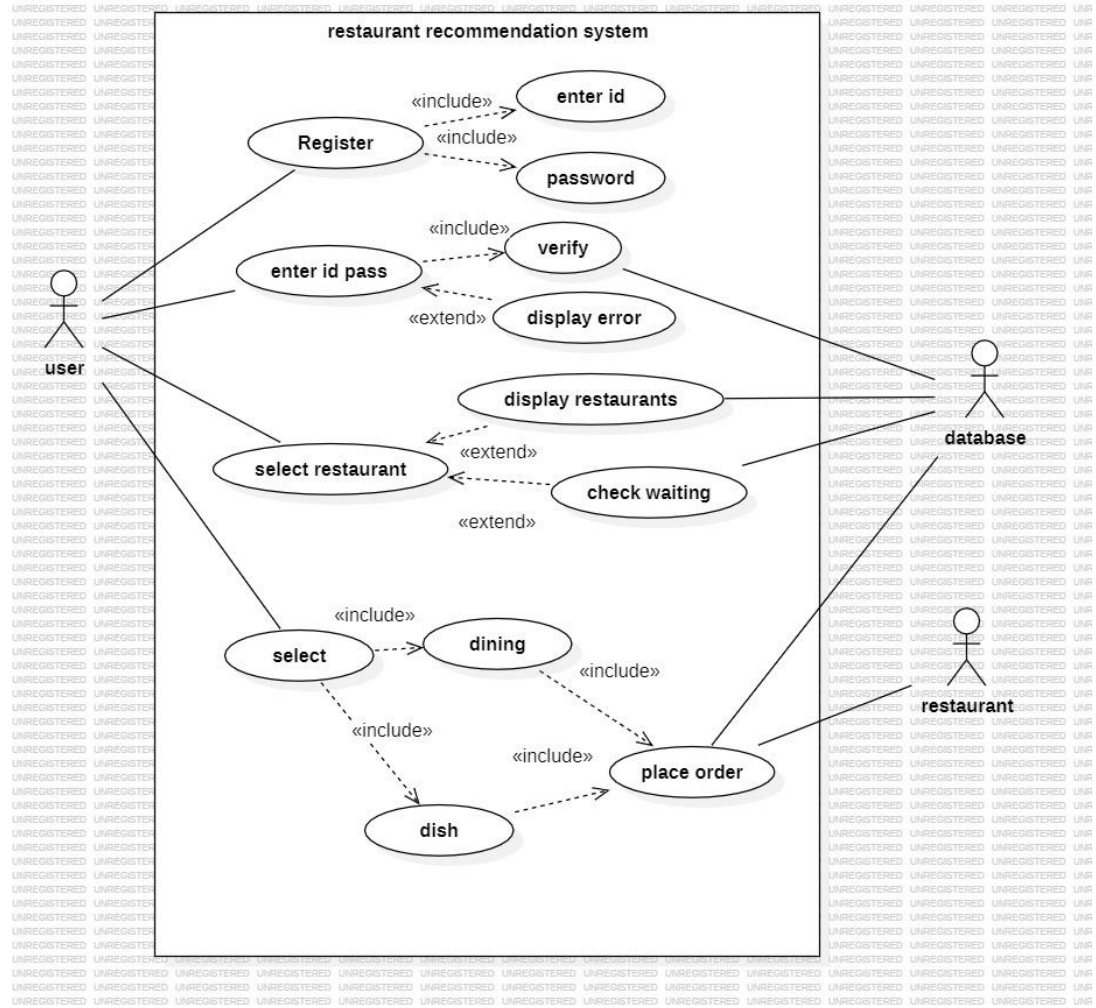 restaurant recommendation system
«include»
enter id
Register
«include»
password
«include»
verify
enter id pass
«extend»
display error
user
display restaurants
database
select restaurant
«extend»
check waiting
«extend»
«include»
select
dining
«include»
restaurant
«include»
«include»
place order
dish
UNREGISTERED